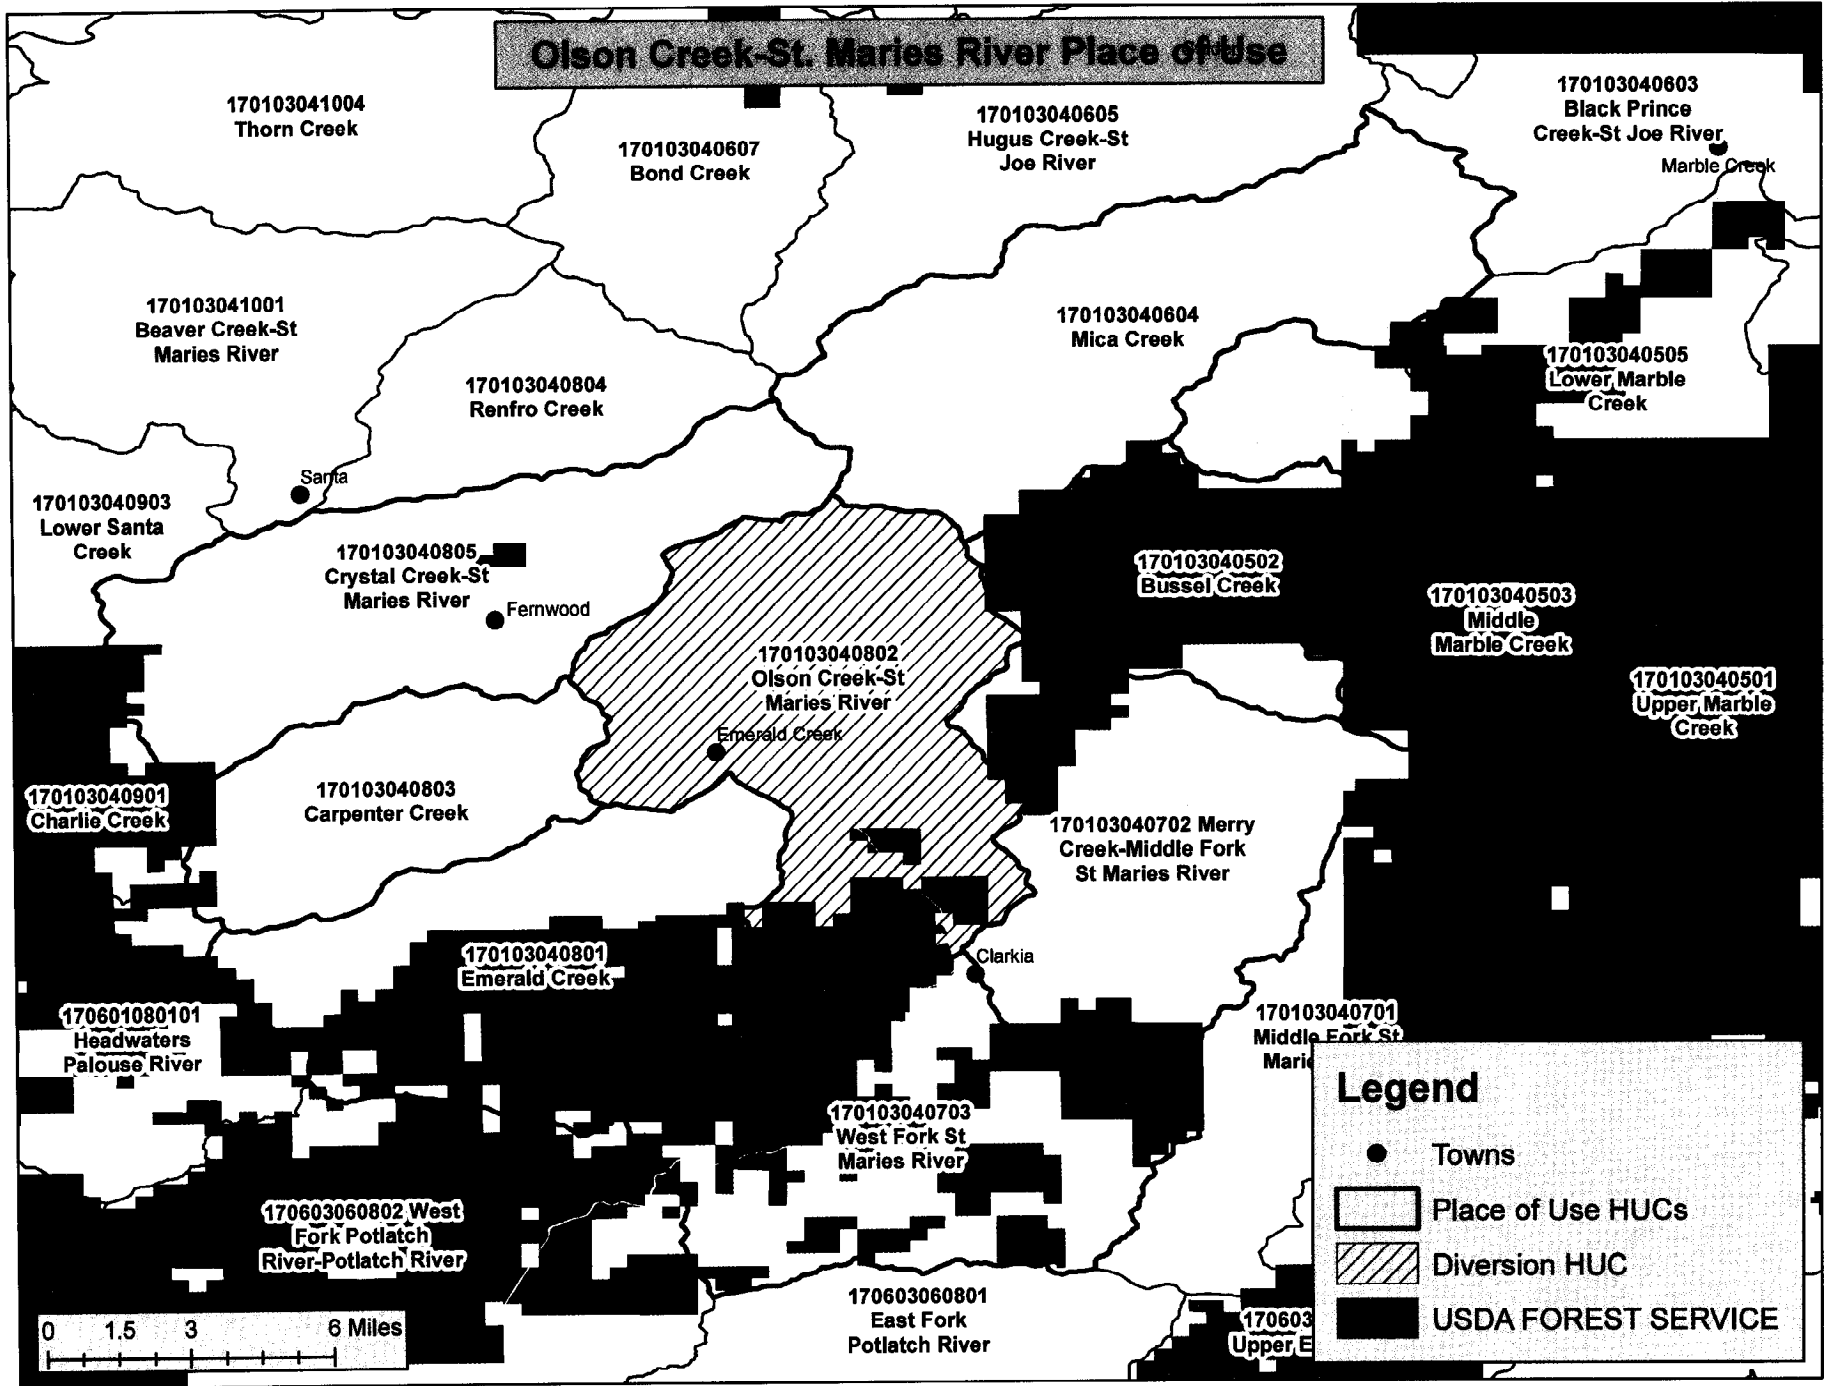 Olson Creek-St. Maries River Place of Use
170103041004
Thorn Creek
170103040607
Bond Creek
170103040605
Hugus Creek-St
Joe River
170103040603
Black Prince
Creek-St Joe River
Marble Creek
170103041001
Beaver Creek-St
Maries River
170103040804
Renfro Creek
170103040604
Mica Creek
170103040505
Lower Marble
Creek
Santa
170103040903
Lower Santa
Creek
170103040805
Crystal Creek-St
Maries River
Fernwood
170103040502
Bussel Creek
170103040503
Middle
Marble Creek
170103040802
Olson Creek-St
Maries River
Emerald Creek
170103040501
Upper Marble
Creek
170103040901
Charlie Creek
170103040803
Carpenter Creek
170103040702 Merry
Creek-Middle Fork
St Maries River
170103040801
Emerald Creek
Clarkia
170601080101
Headwaters
Palouse River
170103040701
Middle Fork St
Marie
170103040703
West Fork St
Maries River
170603060802 West
Fork Potlatch
River-Potlatch River
170603060801
East Fork
Potlatch River
170603
Upper E
Legend
Towns
Place of Use HUCs
Diversion HUC
USDA FOREST SERVICE
0 1.5 3 6 Miles